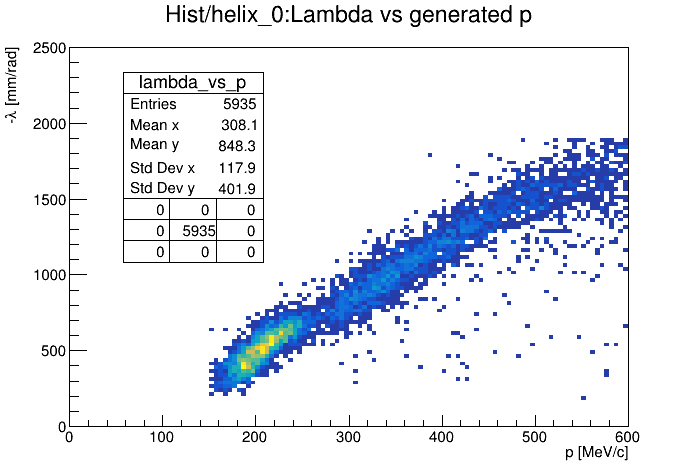 Hist/helix_0:Lambda vs generated p
-λ [mm/rad]
2500
2000
1500
1000
500
0
lambda_vs_p
Entries 5935
Mean x 308.1
Mean y 848.3
Std Dev x 117.9
Std Dev y 401.9
0 0 0
0 5935 0
0 0 0
0 100 200 300 400 500 600
p [MeV/c]